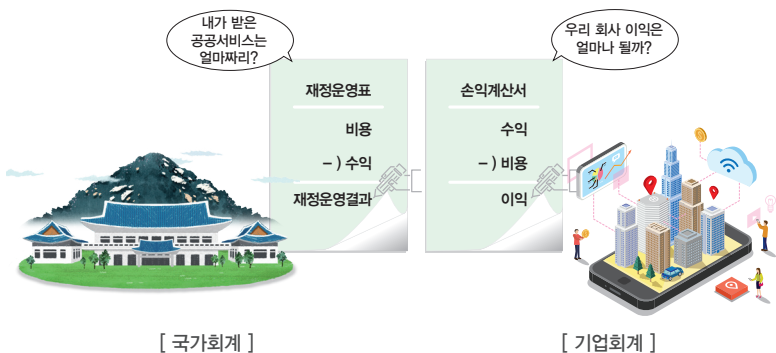 내가 받은
공공서비스는
얼마짜리?
우리 회사 이익은
얼마나 될까?
재정운영표
비용
- ) 수익
재정운영결과
손익계산서
수익
- ) 비용
이익
[ 국가회계 ]
[ 기업회계 ]